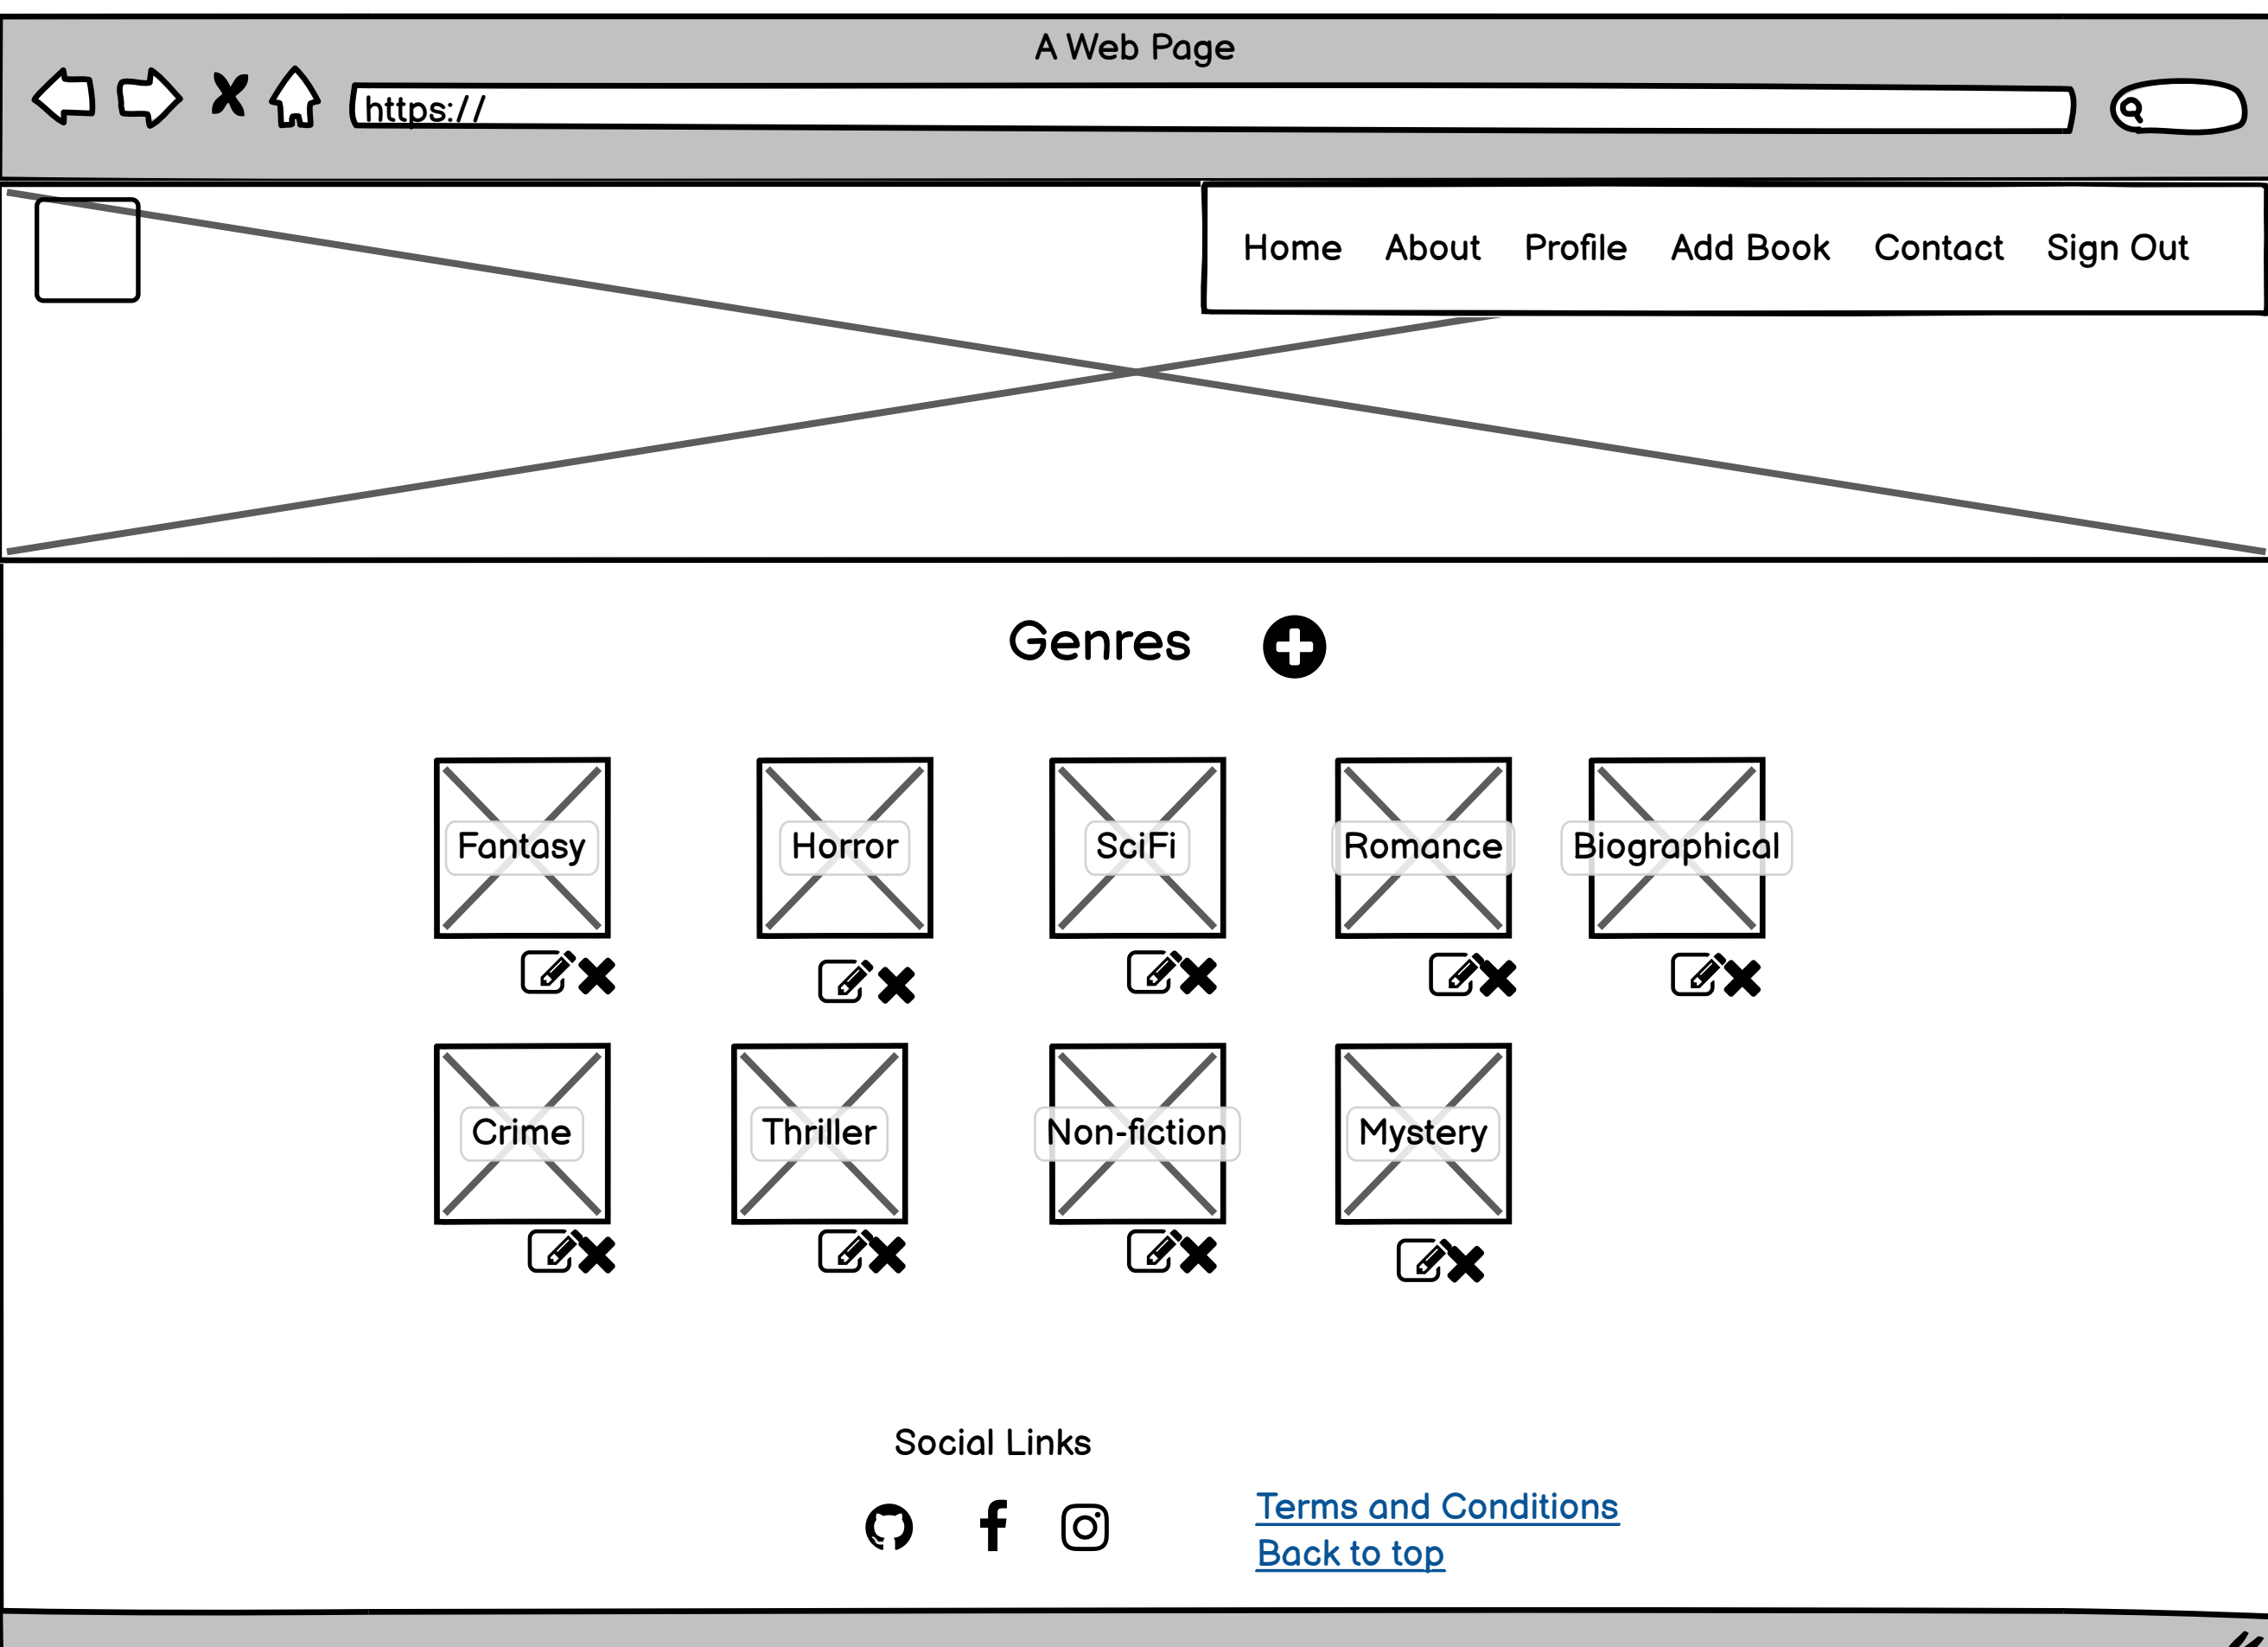 A Web Page
https://
Home About Profile Add Book Contact Sign Out
Genres
Fantasy Horror SciFi Romance Biographical
Crime Thriller Non-fiction Mystery
Social Links
Terms and Conditions
Back to top